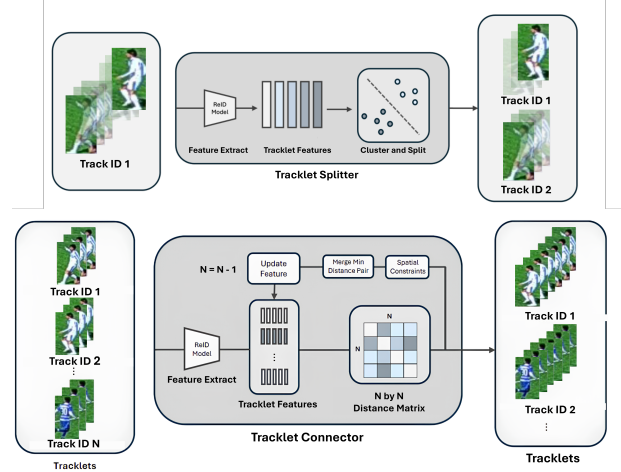 Track ID 1
ReID
Model
Feature Extract
Tracklet Features
Cluster and Split
Tracklet Splitter
Track ID 1
Track ID 2
Track ID 1
Track ID 2
⋮
Track ID N
Tracklets
N = N - 1
Update
Feature
Merge Min
Distance Pair
Spatial
Constraints
ReID
Model
Feature Extract
⋮
Tracklet Features
N
N
N by N
Distance Matrix
Tracklet Connector
Track ID 1
Track ID 2
⋮
Tracklets